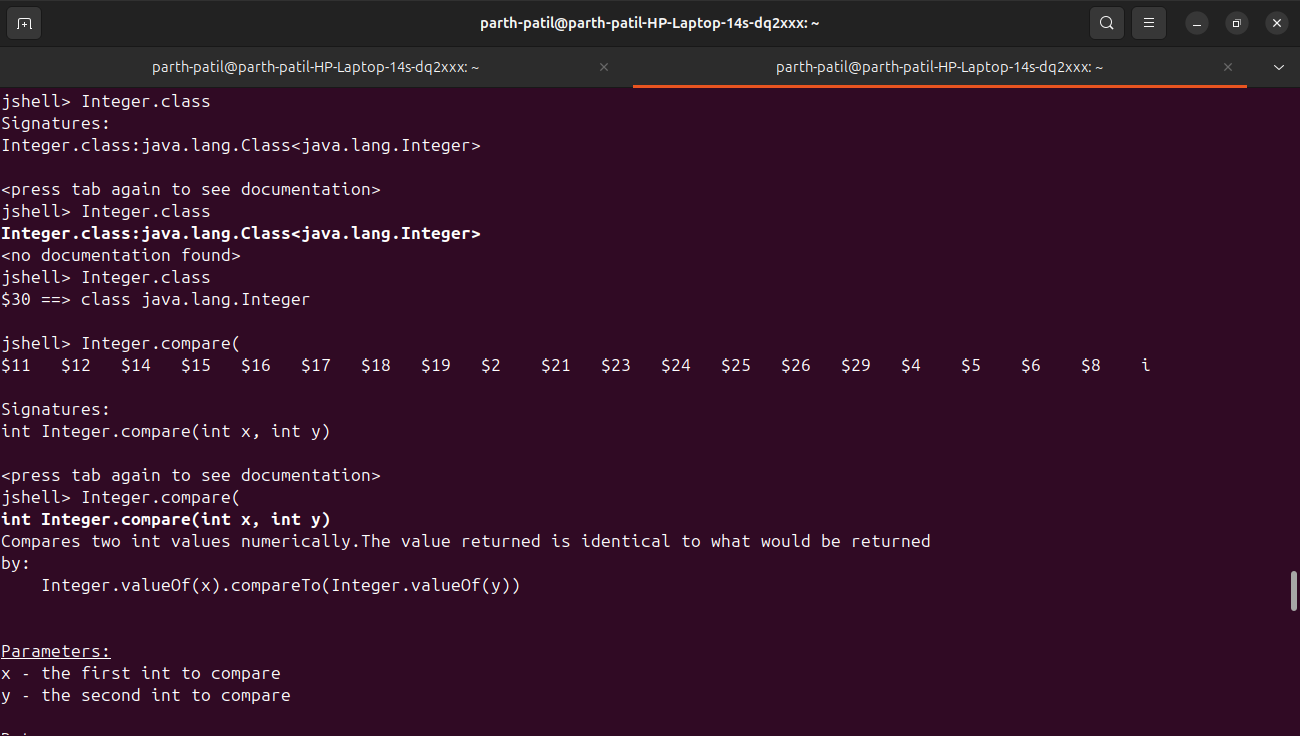 parth-patil@parth-patil-HP-Laptop-14s-dq2xxx: ~
parth-patil@parth-patil-HP-Laptop-14s-dq2xxx: ~
parth-patil@parth-patil-HP-Laptop-14s-dq2xxx: ~
jshell> Integer.class
Signatures:
Integer.class:java.lang.Class<java.lang.Integer>
<press tab again to see documentation>
jshell> Integer.class
Integer.class:java.lang.Class<java.lang.Integer>
<no documentation found>
jshell> Integer.class
$30 ==> class java.lang.Integer
jshell> Integer.compare(
$11   $12   $14   $15   $16   $17   $18   $19   $2    $21   $23   $24   $25   $26   $29   $4    $5    $6    $8    i
Signatures:
int Integer.compare(int x, int y)
<press tab again to see documentation>
jshell> Integer.compare(
int Integer.compare(int x, int y)
Compares two int values numerically.The value returned is identical to what would be returned
by:
    Integer.valueOf(x).compareTo(Integer.valueOf(y))
Parameters:
x - the first int to compare
y - the second int to compare